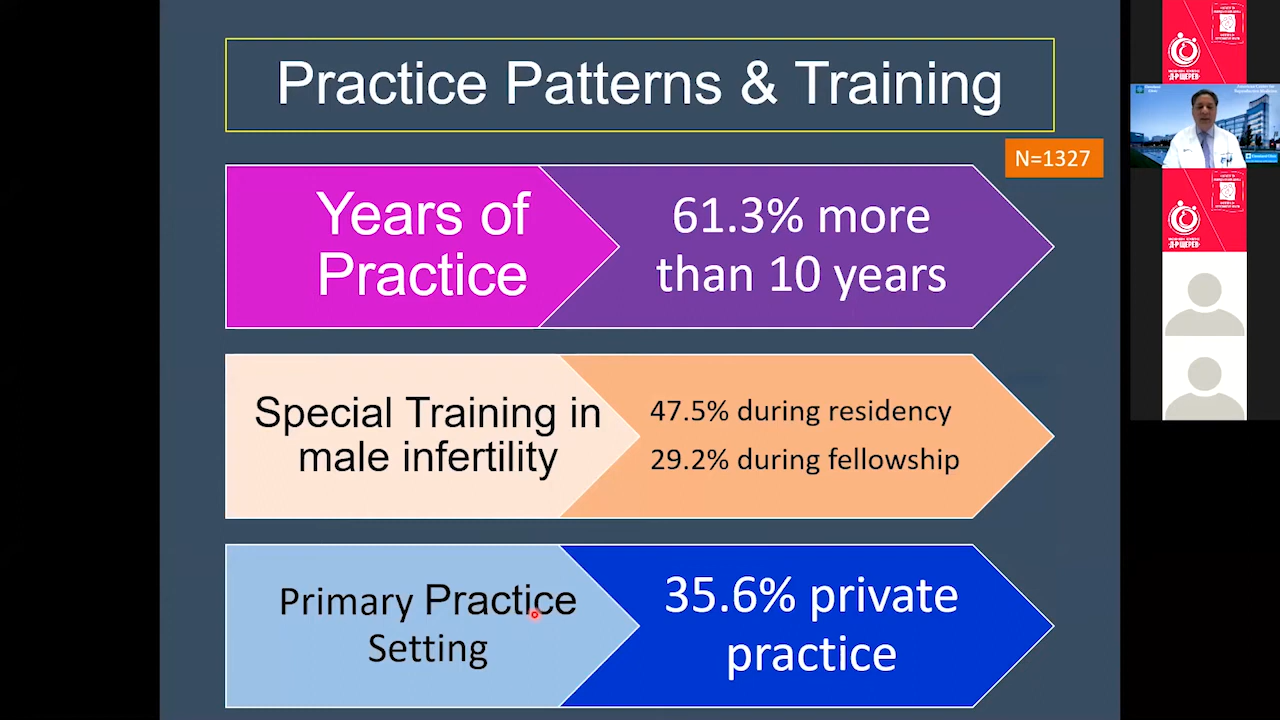 Practice Patterns & Training
N=1327
Years of
Practice
61.3% more
than 10 years
Special Training in
male infertility
47.5% during residency
29.2% during fellowship
Primary Practice
Setting
35.6% private
practice